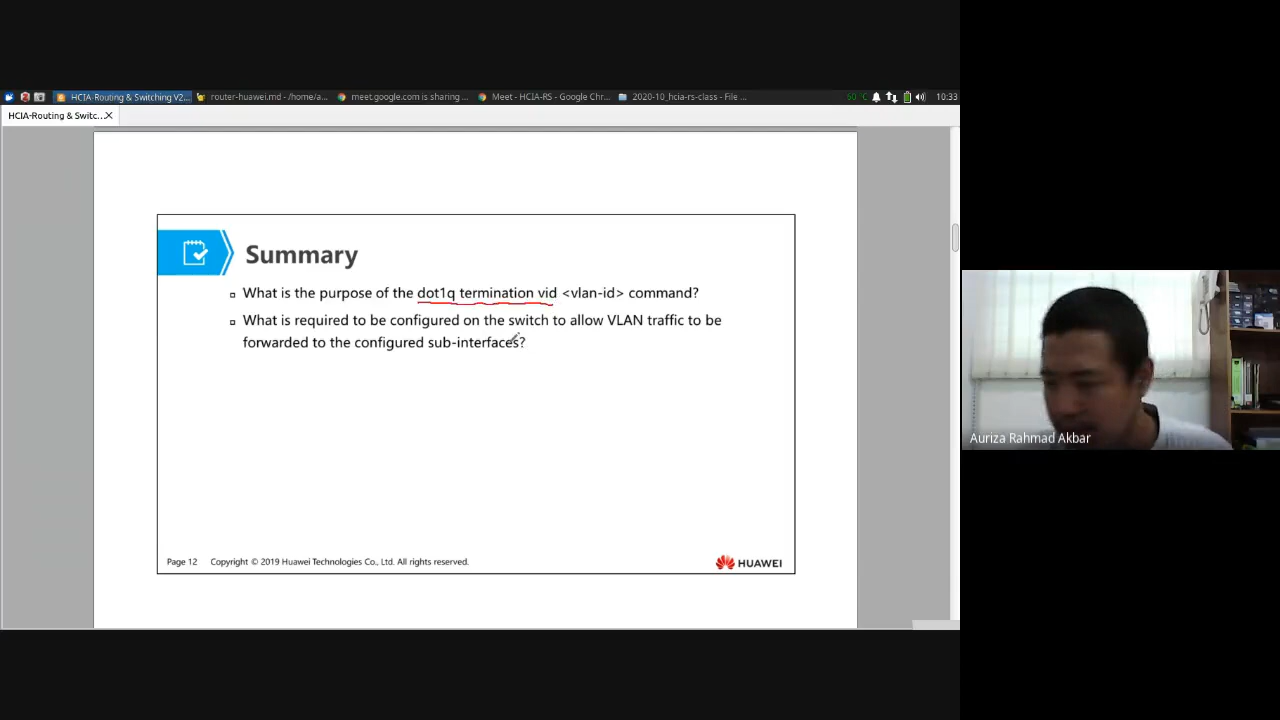 HCIA-Routing & Switching V2...
router-huawei.md - /home/a...
meet.google.com is sharing ...
Meet - HCIA-RS - Google Chr...
2020-10_hcia-rs-class - File ...
60 °C
10:33
HCIA-Routing & Switc...
Summary
What is the purpose of the dot1q termination vid <vlan-id> command?
What is required to be configured on the switch to allow VLAN traffic to be
forwarded to the configured sub-interfaces?
Auriza Rahmad Akbar
Page 12 Copyright © 2019 Huawei Technologies Co., Ltd. All rights reserved.
HUAWEI